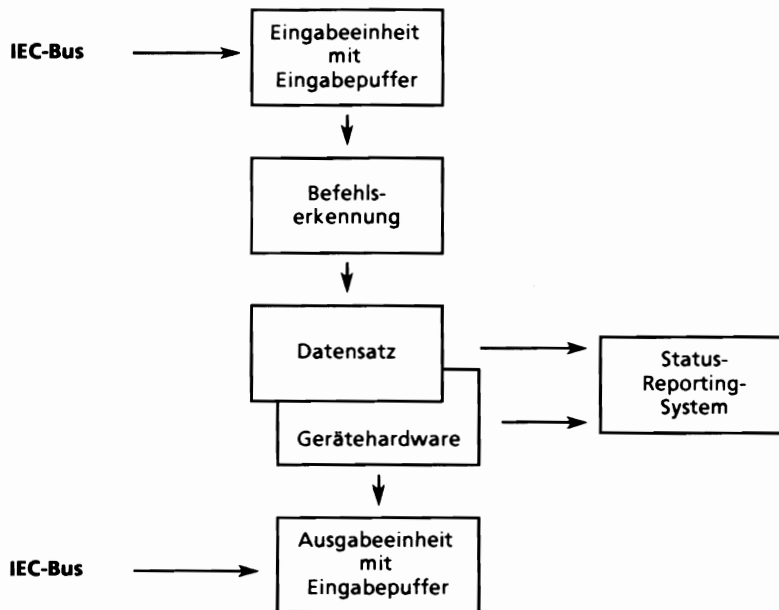 Eingabeeinheit
mit
Eingabepuffer
IEC-Bus
Befehls-
erkennung
Datensatz
Status-
Reporting-
System
Gerätehardware
Ausgabeeinheit
mit
Eingabepuffer
IEC-Bus